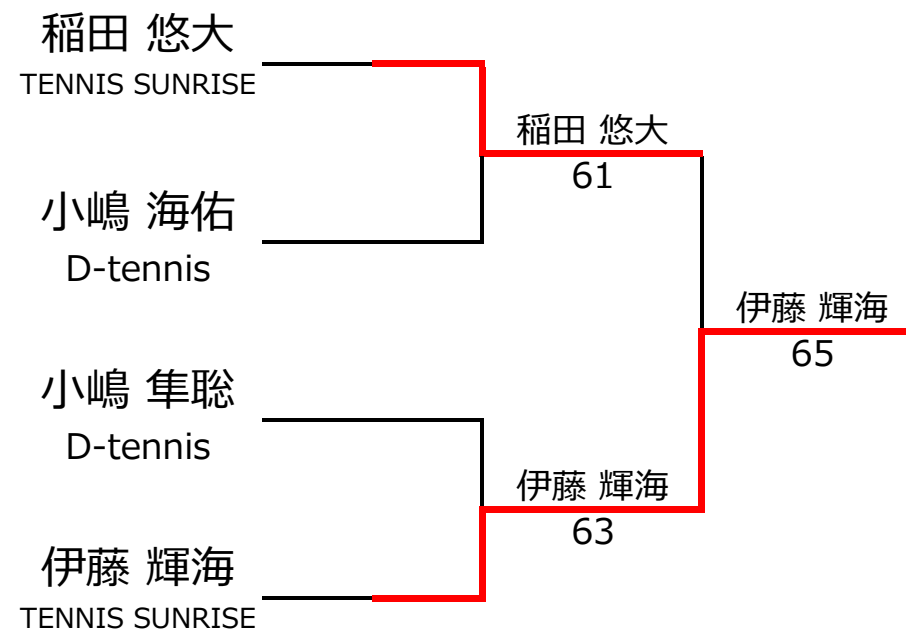 稲田 悠大
TENNIS SUNRISE
稲田 悠大
61
小嶋 海佑
D-tennis
伊藤 輝海
65
小嶋 隼聡
D-tennis
伊藤 輝海
63
伊藤 輝海
TENNIS SUNRISE